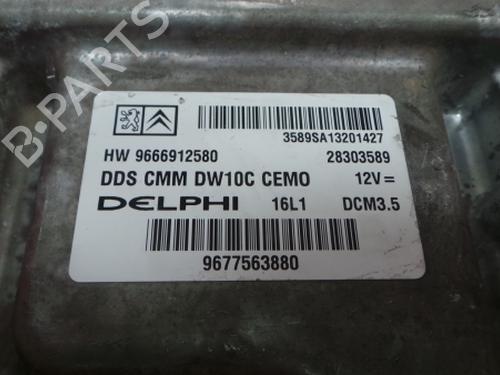 B-PARTS
3589SA13201427
HW 9666912580 28303589
DDS CMM DW10C CEMO 12V=
DELPHI 16L1 DCM3.5
9677563880